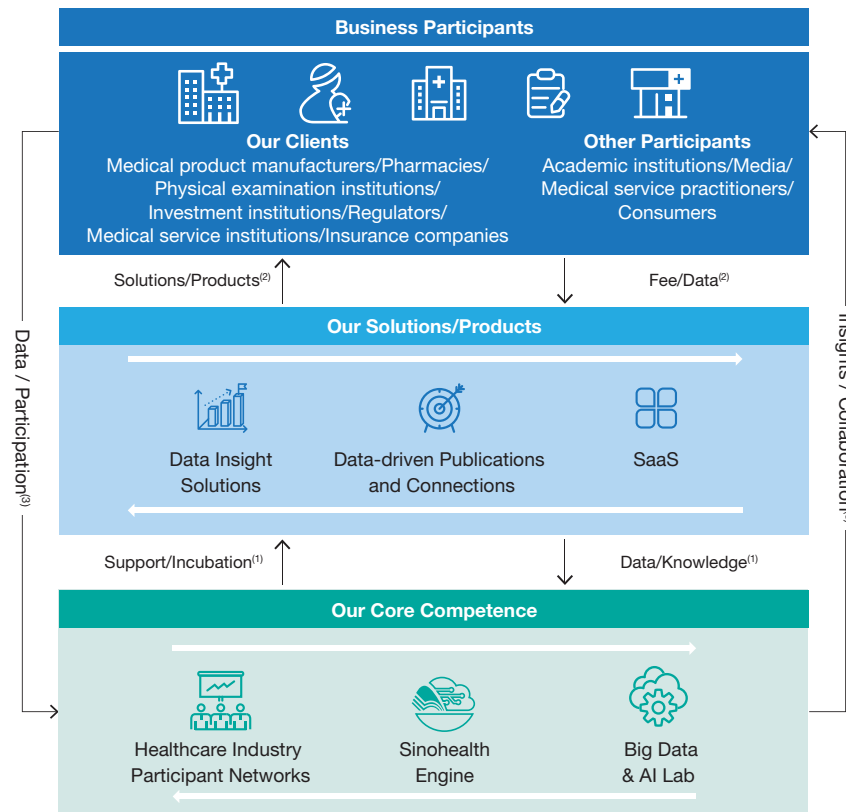 Business Participants
Our Clients
Medical product manufacturers/Pharmacies/
Physical examination institutions/
Investment institutions/Regulators/
Medical service institutions/Insurance companies
Other Participants
Academic institutions/Media/
Medical service practitioners/
Consumers
Solutions/Products(2)
Fee/Data(2)
Data / Participation(3)
Insights / Collaboration
Our Solutions/Products
Data Insight
Solutions
Data-driven Publications
and Connections
SaaS
Support/Incubation(1)
Data/Knowledge(1)
Our Core Competence
Healthcare Industry
Participant Networks
Sinohealth
Engine
Big Data
& AI Lab